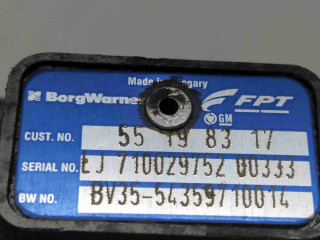 Made in Hungary
BorgWarner FPT
GM
CUST. NO. 55 19 83 17
SERIAL NO. EJ 710029752 00333
BW NO. BV35-54359710014